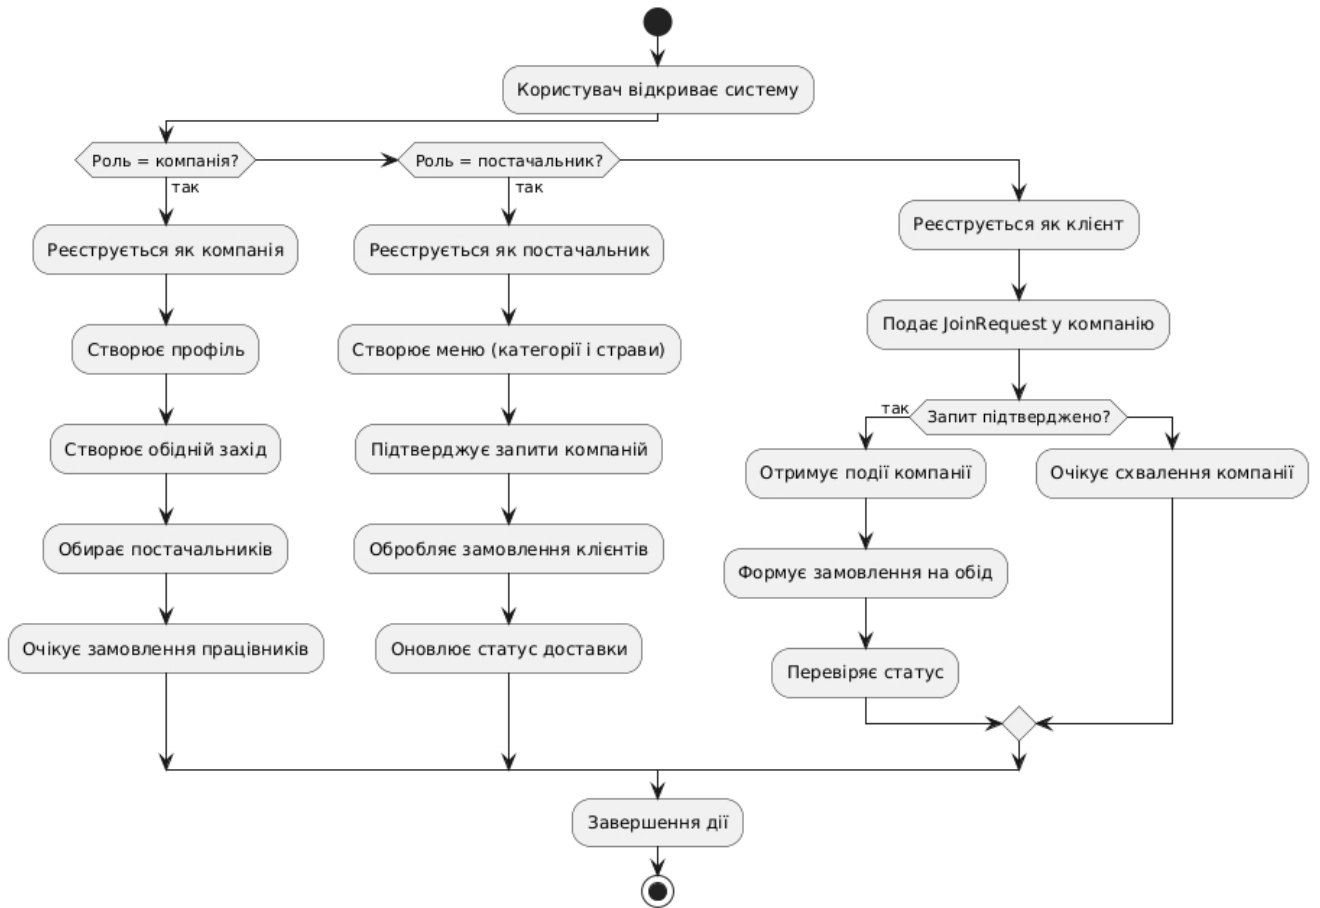 Користувач відкриває систему
Роль = компанія?
Роль = постачальник?
так
так
Реєструється як компанія
Реєструється як постачальник
Реєструється як клієнт
Створює профіль
Створює меню (категорії і страви)
Подає JoinRequest у компанію
так
Запит підтверджено?
Створює обідній захід
Підтверджує запити компаній
Отримує події компанії
Очікує схвалення компанії
Обирає постачальників
Обробляє замовлення клієнтів
Формує замовлення на обід
Очікує замовлення працівників
Оновлює статус доставки
Перевіряє статус
Завершення дії